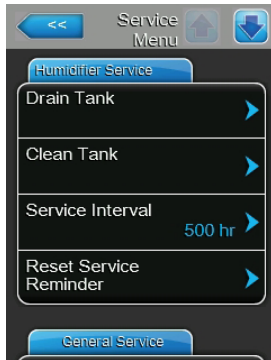 <<
Service
Menu
Humidifier Service
Drain Tank
Clean Tank
Service Interval
500 hr
Reset Service
Reminder
General Service